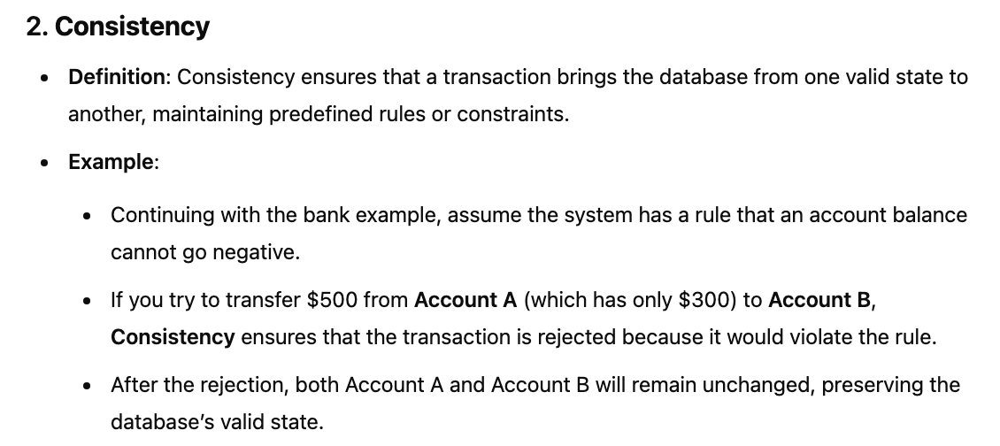 2. Consistency
• Definition: Consistency ensures that a transaction brings the database from one valid state to
another, maintaining predefined rules or constraints.
• Example:
• Continuing with the bank example, assume the system has a rule that an account balance
cannot go negative.
• If you try to transfer $500 from Account A (which has only $300) to Account B,
Consistency ensures that the transaction is rejected because it would violate the rule.
• After the rejection, both Account A and Account B will remain unchanged, preserving the
database’s valid state.